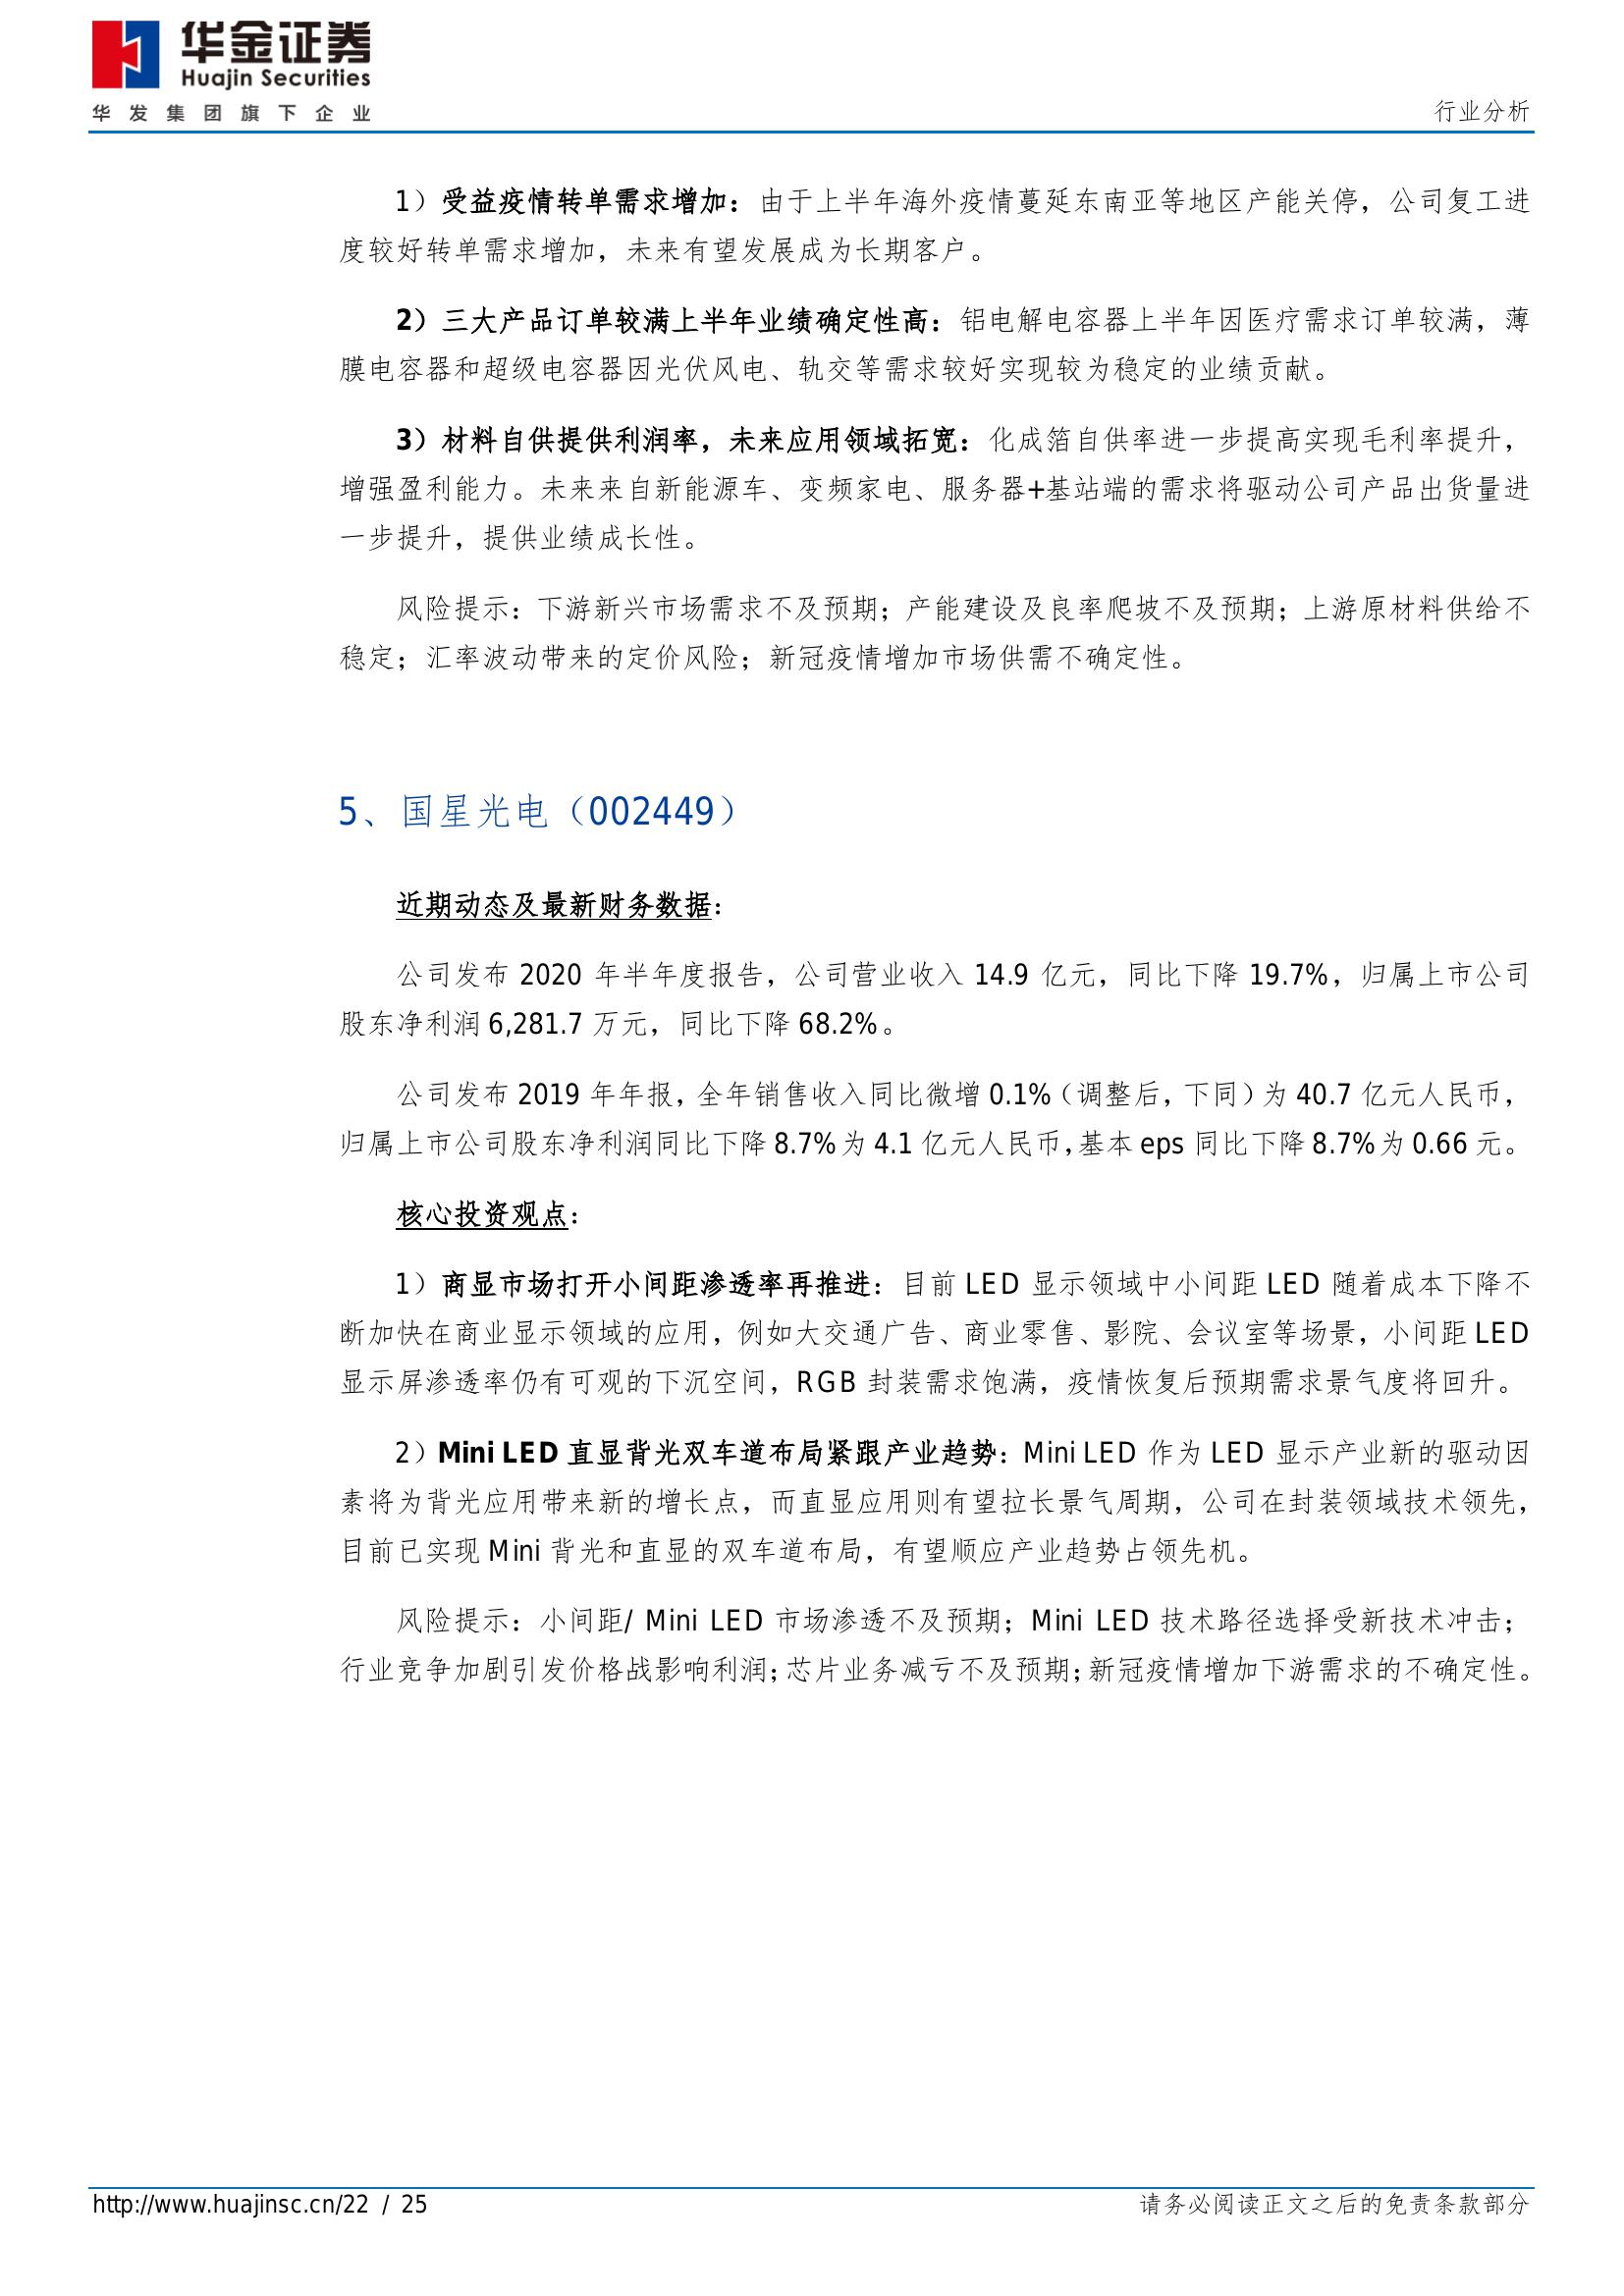 华金证券
Huajin Securities
华发集团旗下企业
行业分析
1）受益疫情转单需求增加：由于上半年海外疫情蔓延东南亚等地区产能关停，公司复工进
度较好转单需求增加，未来有望发展成为长期客户。
2）三大产品订单较满上半年业绩确定性高：铝电解电容器上半年因医疗需求订单较满，薄
膜电容器和超级电容器因光伏风电、轨交等需求较好实现较为稳定的业绩贡献。
3）材料自供提供利润率，未来应用领域拓宽：化成箔自供率进一步提高实现毛利率提升，
增强盈利能力。未来来自新能源车、变频家电、服务器+基站端的需求将驱动公司产品出货量进
一步提升，提供业绩成长性。
风险提示：下游新兴市场需求不及预期；产能建设及良率爬坡不及预期；上游原材料供给不
稳定；汇率波动带来的定价风险；新冠疫情增加市场供需不确定性。
5、国星光电（002449）
近期动态及最新财务数据：
公司发布 2020 年半年度报告，公司营业收入 14.9 亿元，同比下降 19.7%，归属上市公司
股东净利润 6,281.7 万元，同比下降 68.2%。
公司发布 2019 年年报，全年销售收入同比微增 0.1%（调整后，下同）为 40.7 亿元人民币，
归属上市公司股东净利润同比下降 8.7%为 4.1 亿元人民币，基本 eps 同比下降 8.7%为 0.66 元。
核心投资观点：
1）商显市场打开小间距渗透率再推进：目前 LED 显示领域中小间距 LED 随着成本下降不
断加快在商业显示领域的应用，例如大交通广告、商业零售、影院、会议室等场景，小间距 LED
显示屏渗透率仍有可观的下沉空间，RGB 封装需求饱满，疫情恢复后预期需求景气度将回升。
2）Mini LED 直显背光双车道布局紧跟产业趋势：Mini LED 作为 LED 显示产业新的驱动因
素将为背光应用带来新的增长点，而直显应用则有望拉长景气周期，公司在封装领域技术领先，
目前已实现 Mini 背光和直显的双车道布局，有望顺应产业趋势占领先机。
风险提示：小间距/ Mini LED 市场渗透不及预期；Mini LED 技术路径选择受新技术冲击；
行业竞争加剧引发价格战影响利润；芯片业务减亏不及预期；新冠疫情增加下游需求的不确定性。
http://www.huajinsc.cn/22 / 25
请务必阅读正文之后的免责条款部分